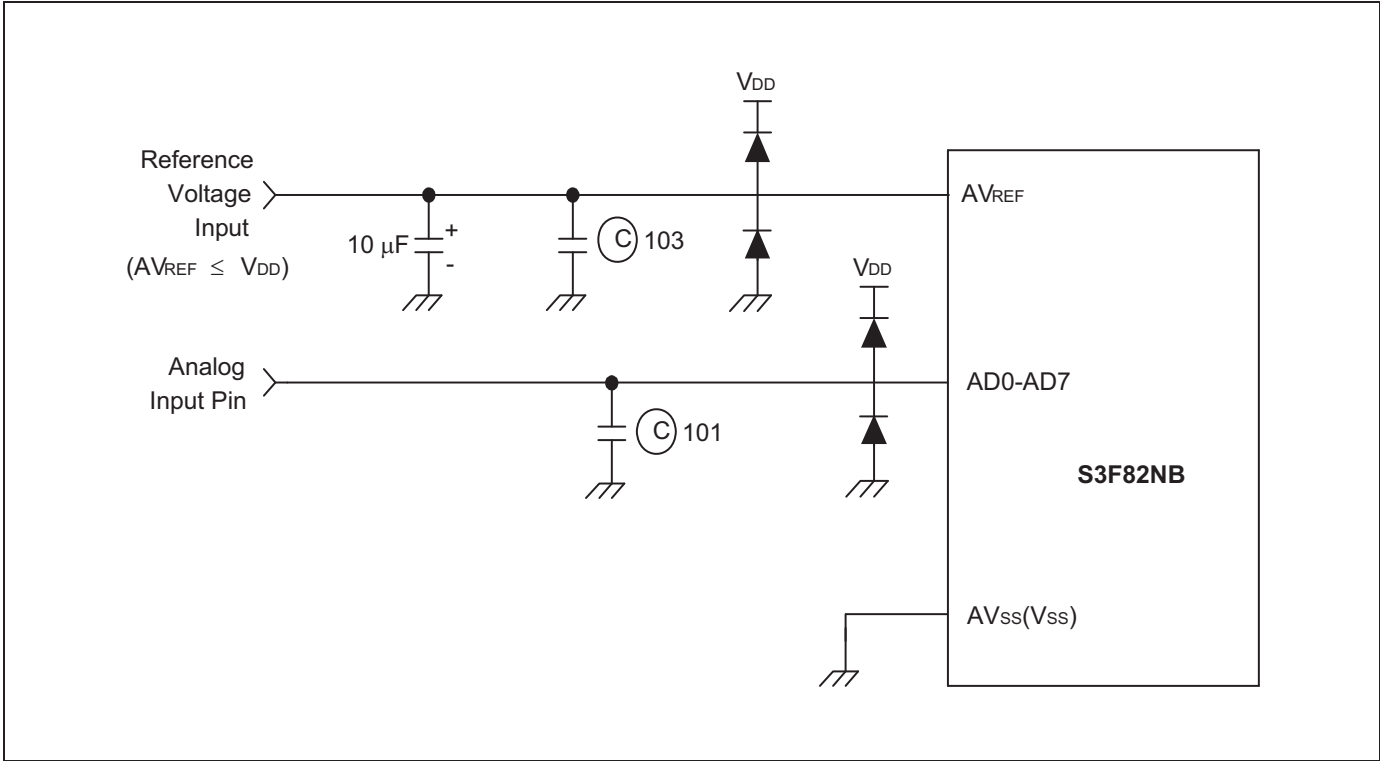 VDD
Reference
Voltage
Input
(AVREF ≤ VDD)
10 μF
+
-
C 103
AVREF
VDD
Analog
Input Pin
C 101
AD0-AD7
S3F82NB
AVSS(VSS)